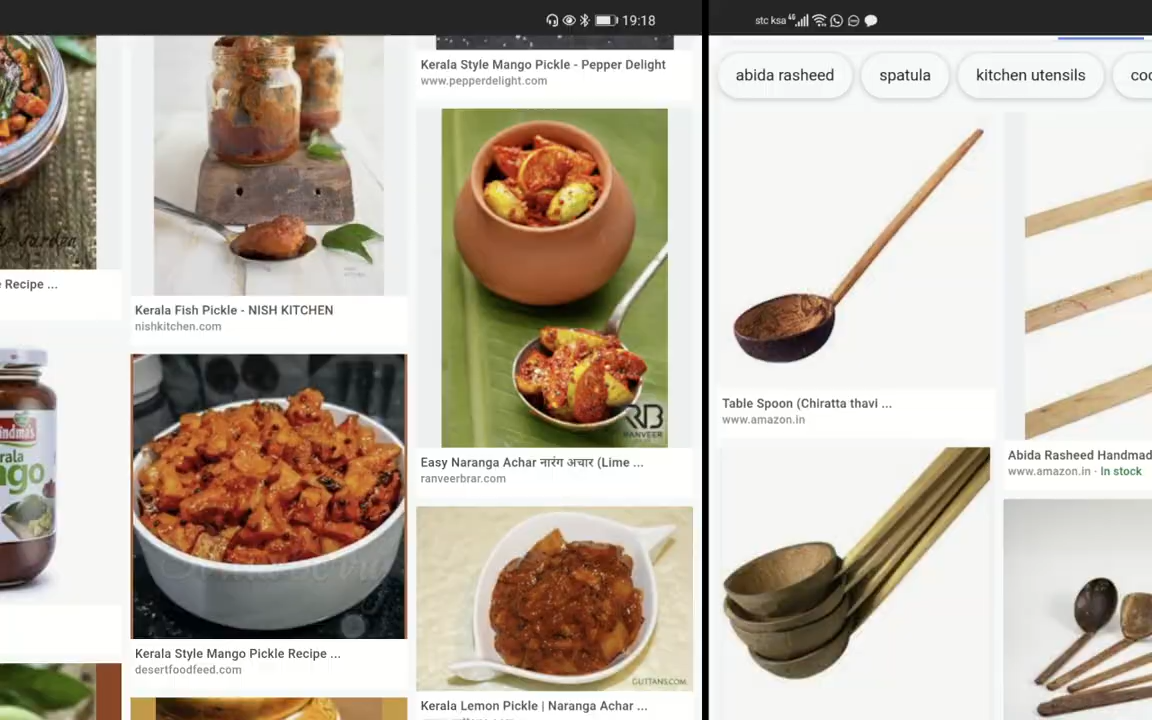 19:18
Recipe ...
Kerala Fish Pickle - NISH KITCHEN
nishkitchen.com
Kerala Style Mango Pickle Recipe ...
desertfoodfeed.com
Kerala Style Mango Pickle - Pepper Delight
www.pepperdelight.com
RANVEER
Easy Naranga Achar नारंग अचार (Lime ...
ranveerbrar.com
GUTTANS.COM
Kerala Lemon Pickle | Naranga Achar ...
stc ksa 4G
abida rasheed
spatula
kitchen utensils
Table Spoon (Chiratta thavi ...
www.amazon.in
Abida Rasheed Handmad
www.amazon.in · In stock